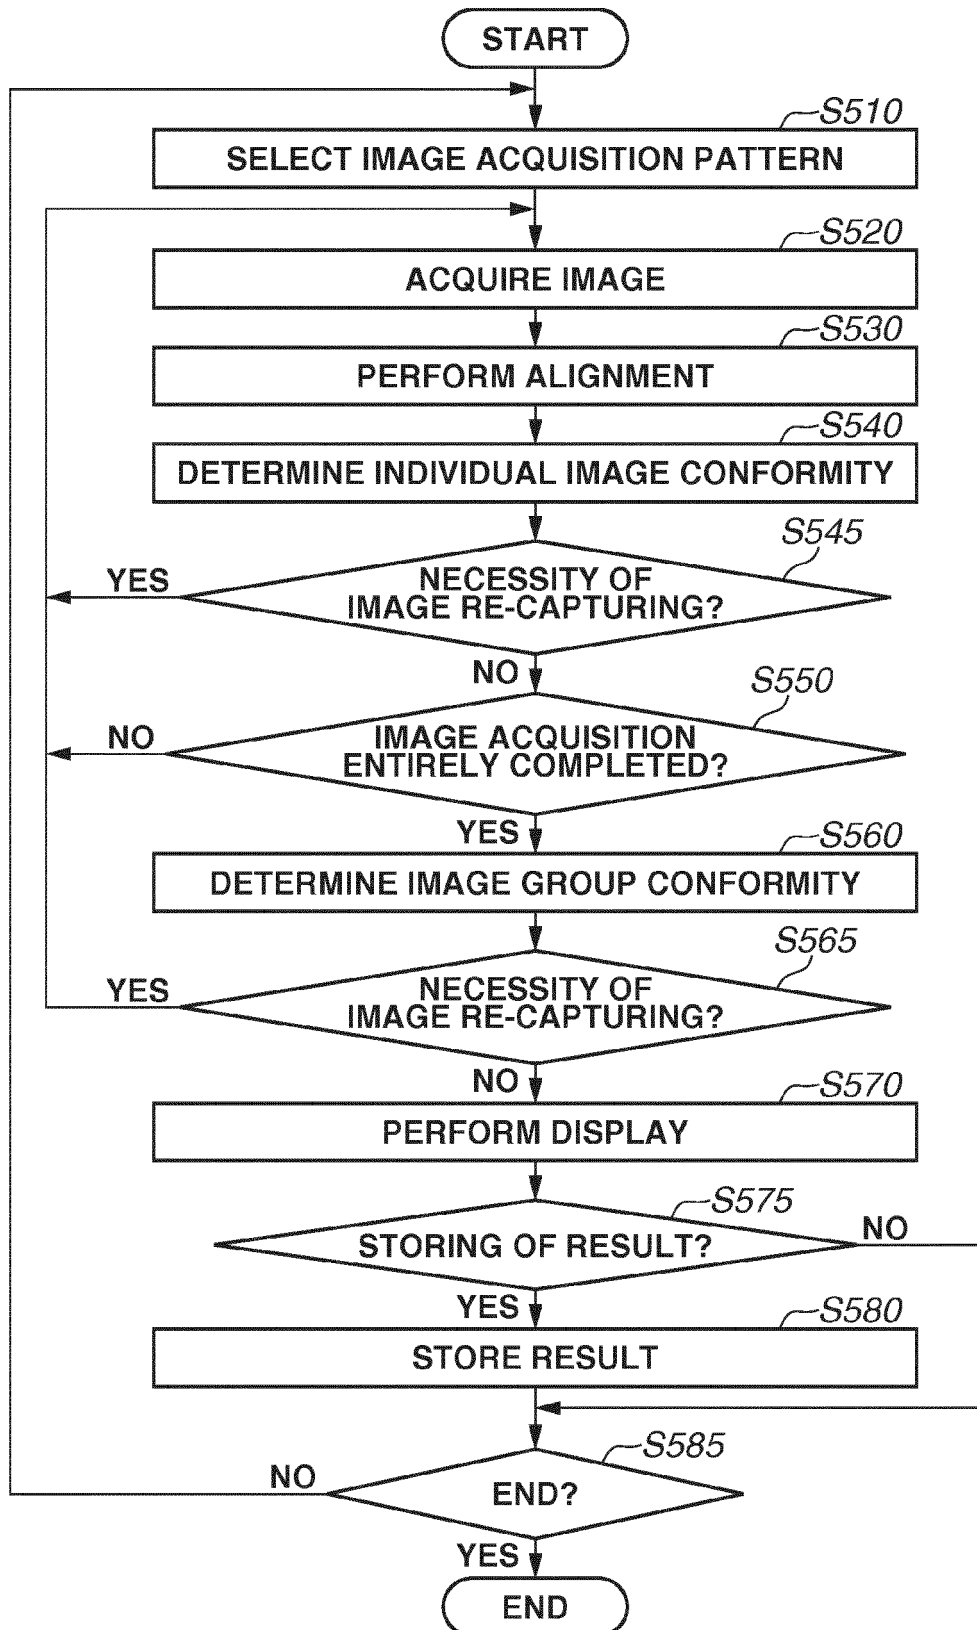 START
S510
SELECT IMAGE ACQUISITION PATTERN
S520
ACQUIRE IMAGE
S530
PERFORM ALIGNMENT
S540
DETERMINE INDIVIDUAL IMAGE CONFORMITY
S545
YES
NECESSITY OF
IMAGE RE-CAPTURING?
NO
S550
NO
IMAGE ACQUISITION
ENTIRELY COMPLETED?
YES
S560
DETERMINE IMAGE GROUP CONFORMITY
S565
YES
NECESSITY OF
IMAGE RE-CAPTURING?
NO
S570
PERFORM DISPLAY
S575
NO
STORING OF RESULT?
YES
S580
STORE RESULT
S585
NO
END?
YES
END